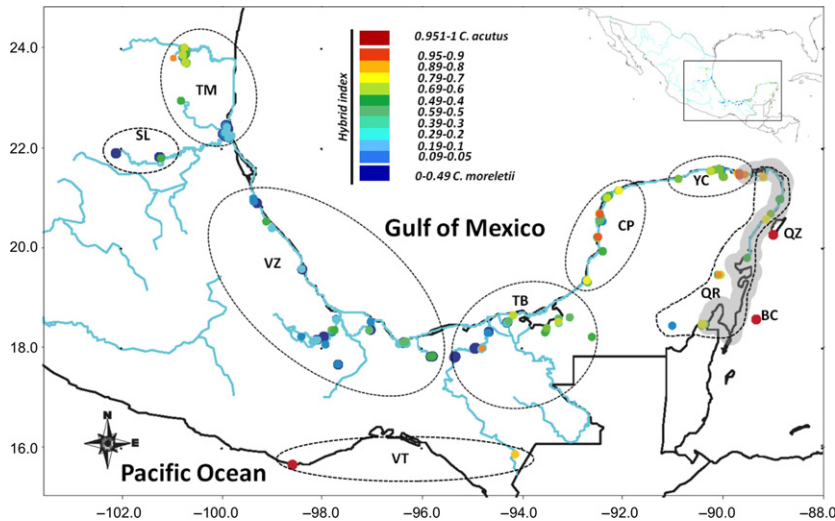 24.0
22.0
20.0
18.0
16.0
−102.0
−100.0
−98.0
−96.0
−94.0
−92.0
−90.0
−88.0
Hybrid index
0.951-1 C. acutus
0.95-0.9
0.89-0.8
0.79-0.7
0.69-0.6
0.49-0.4
0.59-0.5
0.39-0.3
0.29-0.2
0.19-0.1
0.09-0.05
0-0.49 C. moreletii
TM
SL
VZ
Gulf of Mexico
TB
CP
YC
QZ
QR
BC
VT
Pacific Ocean
N
E